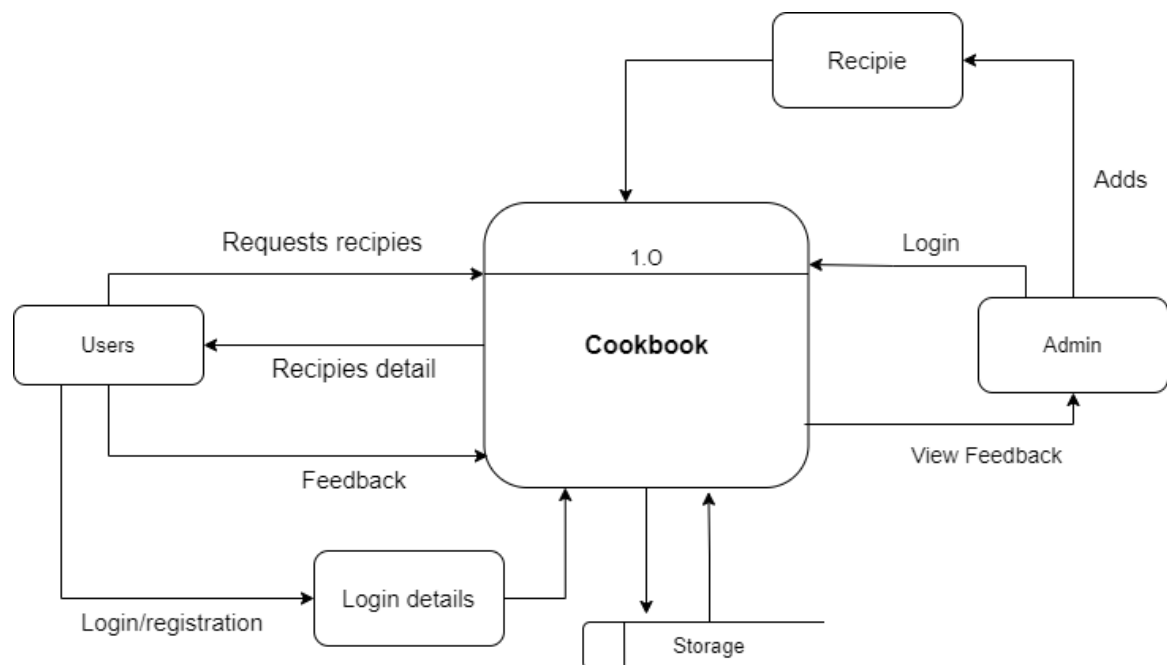 Recipie
Adds
Requests recipies
Login
1.O
Users
Cookbook
Admin
Recipies detail
View Feedback
Feedback
Login details
Login/registration
Storage